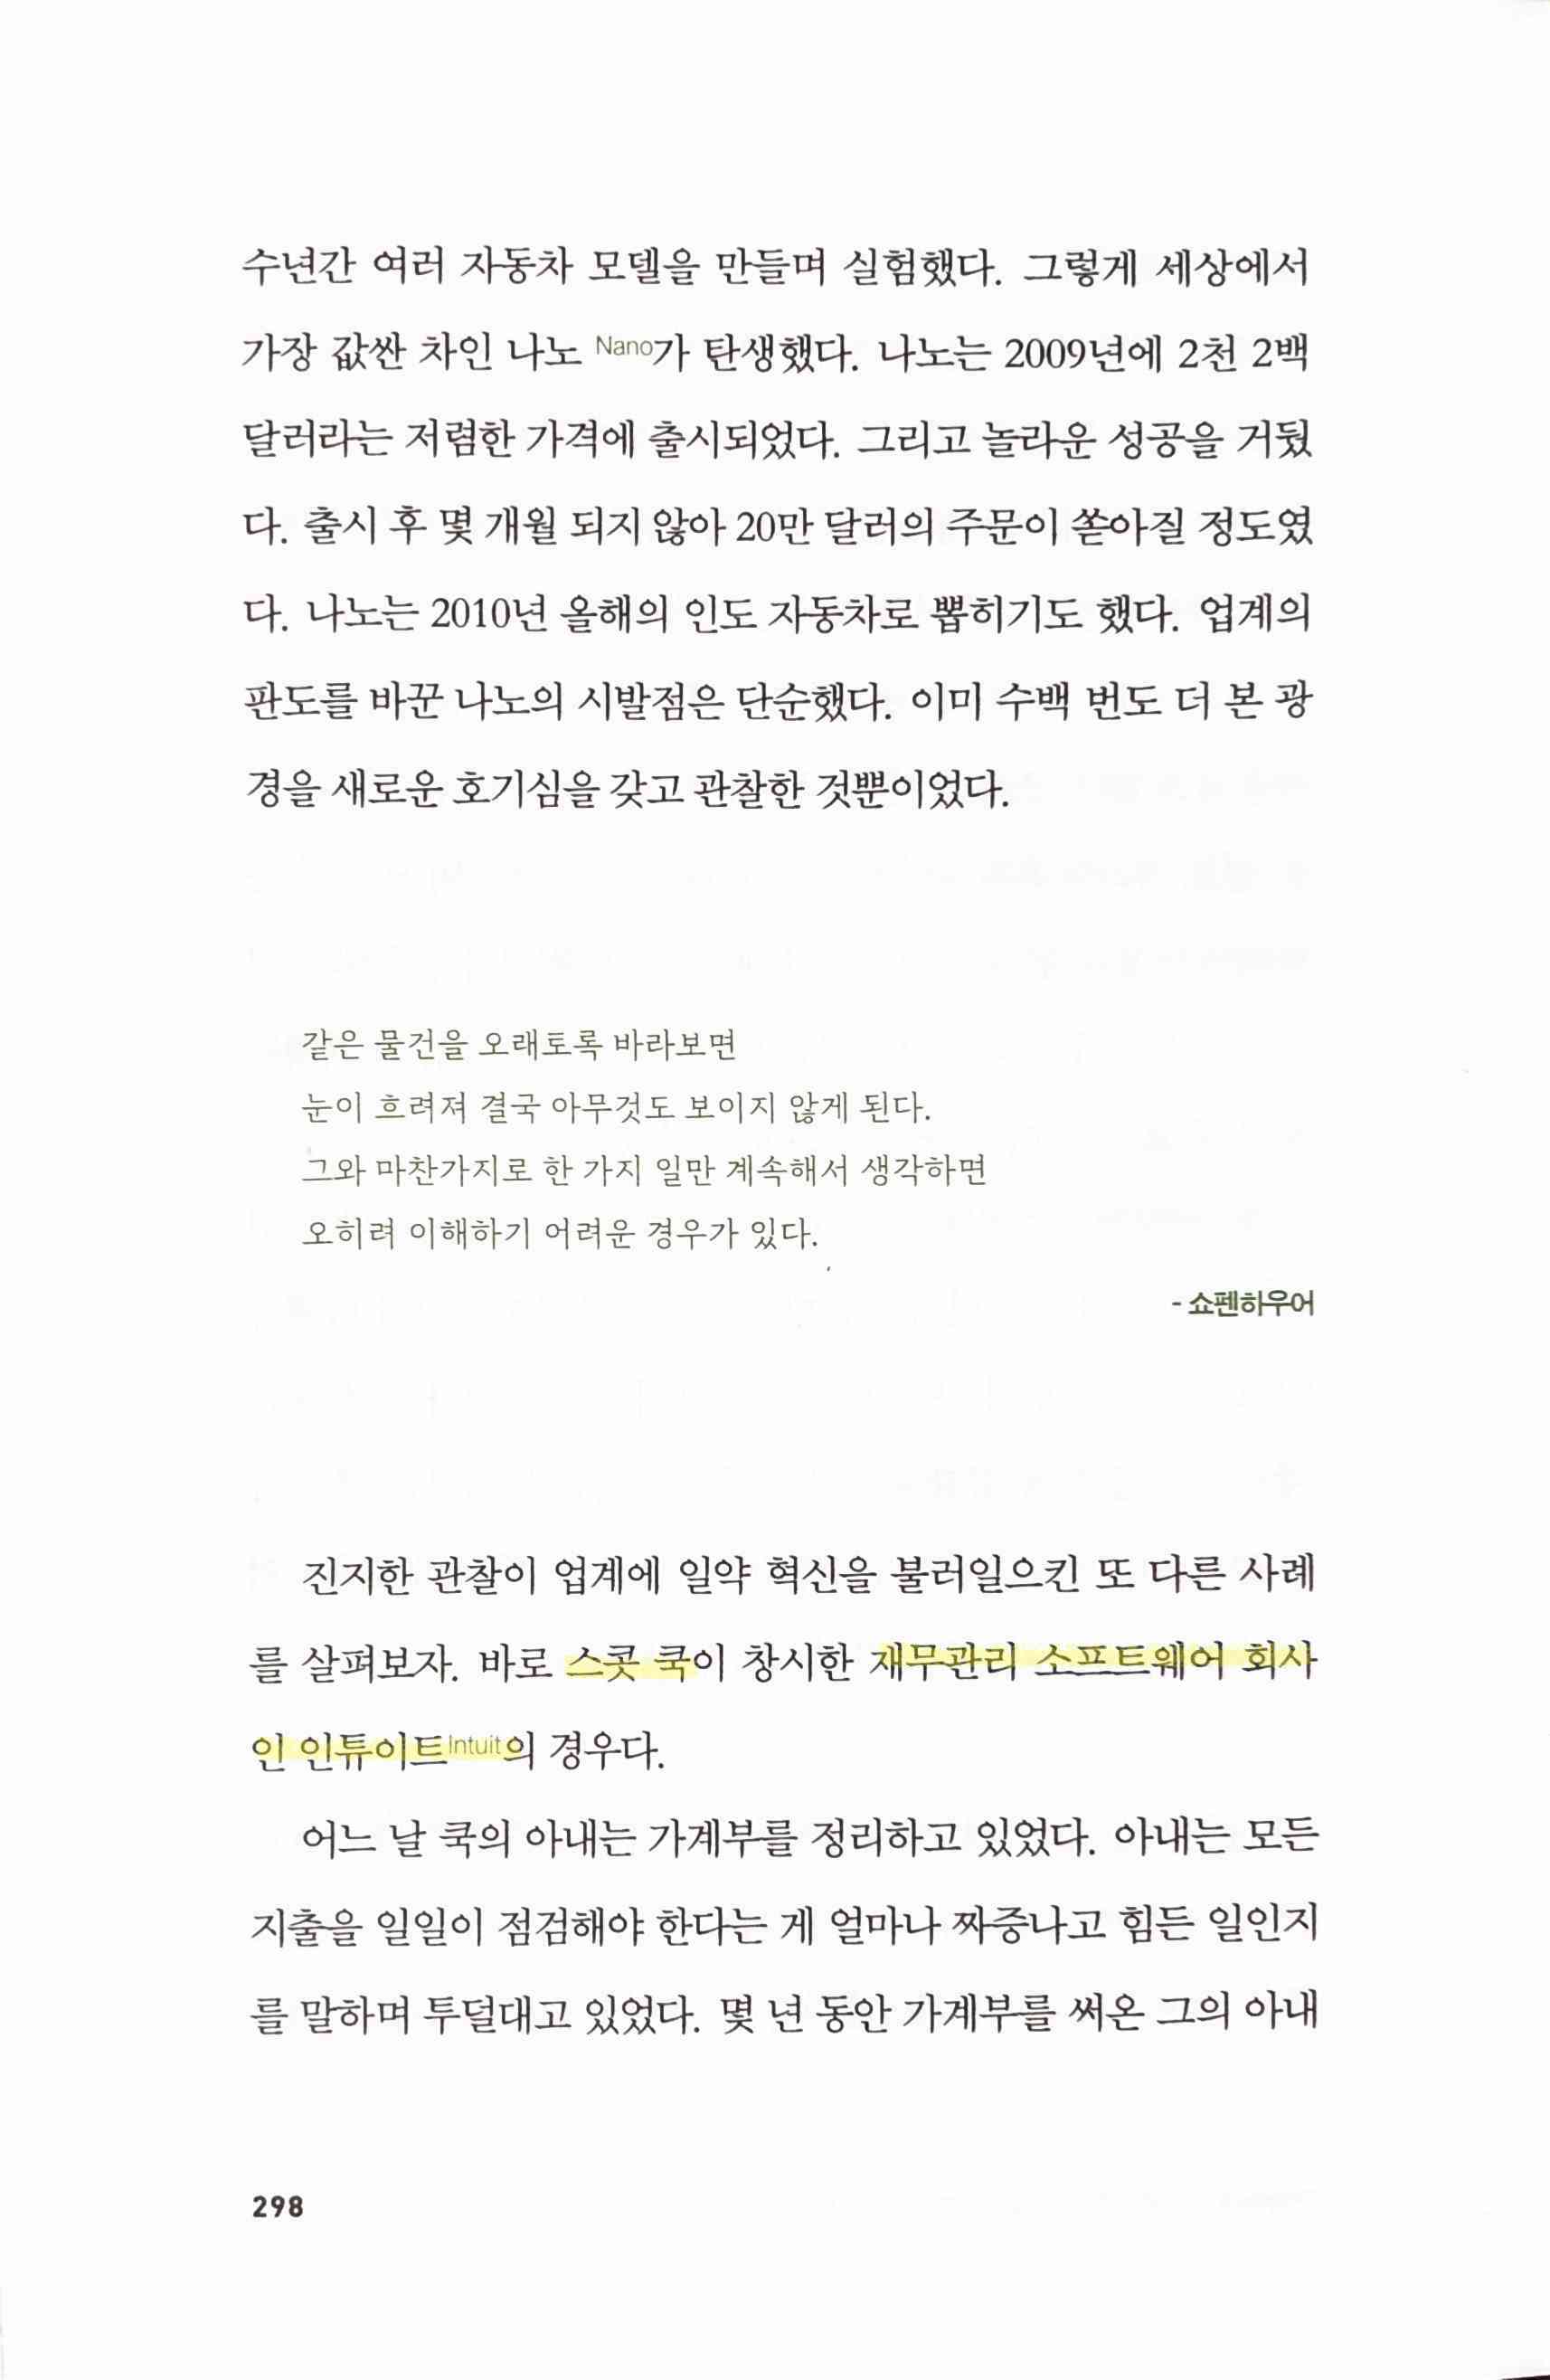 수년간 여러 자동차 모델을 만들며 실험했다. 그렇게 세상에서
가장 값싼 차인 나노 Nano가 탄생했다. 나노는 2009년에 2천 2백
달러라는 저렴한 가격에 출시되었다. 그리고 놀라운 성공을 거뒀
다. 출시 후 몇 개월 되지 않아 20만 달러의 주문이 쏟아질 정도였
다. 나노는 2010년 올해의 인도 자동차로 뽑히기도 했다. 업계의
판도를 바꾼 나노의 시발점은 단순했다. 이미 수백 번도 더 본 광
경을 새로운 호기심을 갖고 관찰한 것뿐이었다.
같은 물건을 오래토록 바라보면
눈이 흐려져 결국 아무것도 보이지 않게 된다.
그와 마찬가지로 한 가지 일만 계속해서 생각하면
오히려 이해하기 어려운 경우가 있다.
- 쇼펜하우어
진지한 관찰이 업계에 일약 혁신을 불러일으킨 또 다른 사례
를 살펴보자. 바로 스콧 쿡이 창시한 재무관리 소프트웨어 회사
인 인튜이트Intuit의 경우다.
어느 날 쿡의 아내는 가계부를 정리하고 있었다. 아내는 모든
지출을 일일이 점검해야 한다는 게 얼마나 짜증나고 힘든 일인지
를 말하며 투덜대고 있었다. 몇 년 동안 가계부를 써온 그의 아내
298